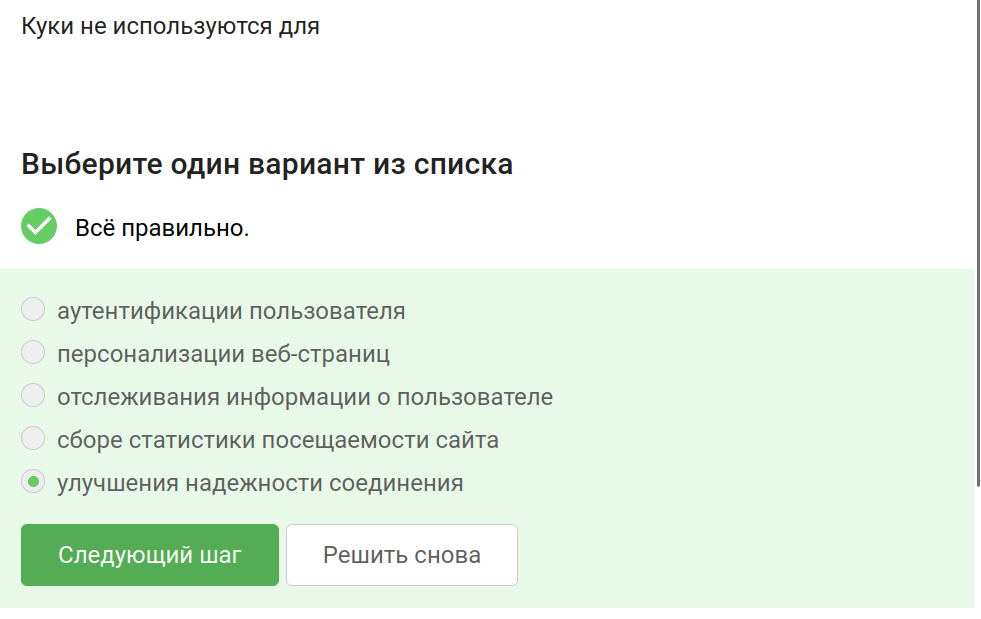 Куки не используются для
Выберите один вариант из списка
Всё правильно.
аутентификации пользователя
персонализации веб-страниц
отслеживания информации о пользователе
сборе статистики посещаемости сайта
улучшения надежности соединения
Следующий шаг
Решить снова